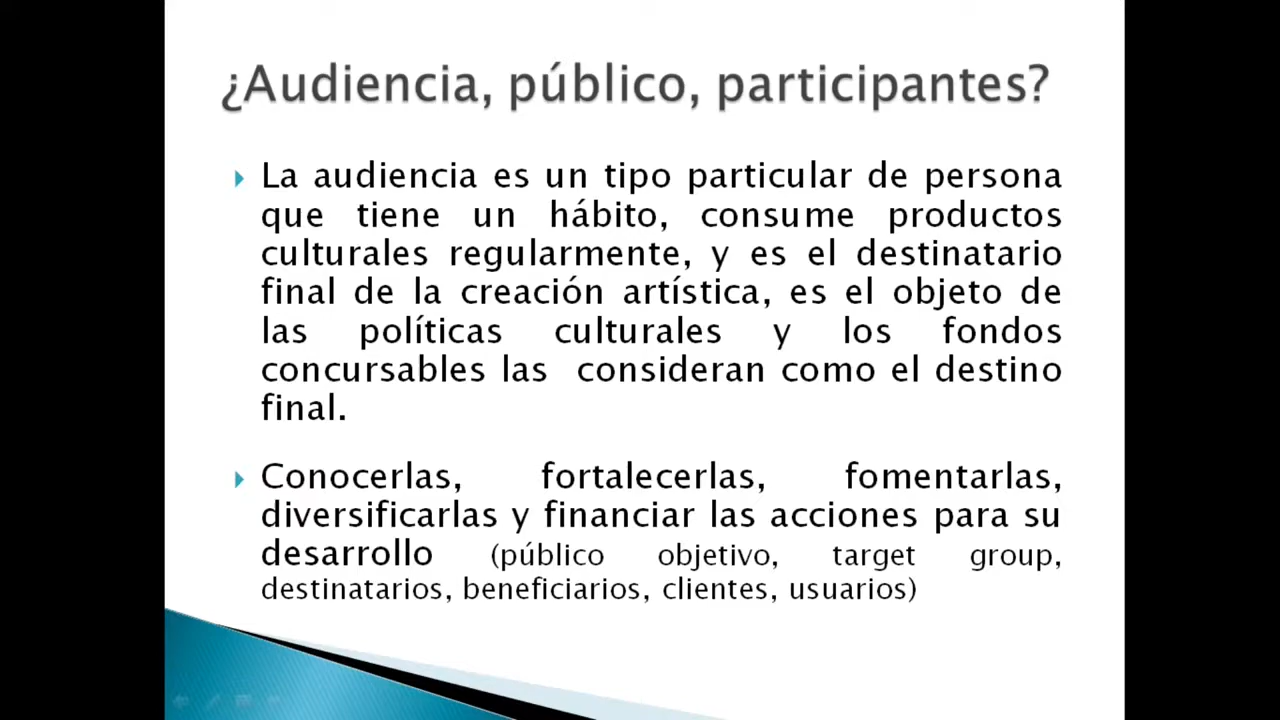 ¿Audiencia, público, participantes?
La audiencia es un tipo particular de persona
que tiene un hábito, consume productos
culturales regularmente, y es el destinatario
final de la creación artística, es el objeto de
las políticas culturales y los fondos
concursables las consideran como el destino
final.
Conocerlas, fortalecerlas, fomentarlas,
diversificarlas y financiar las acciones para su
desarrollo (público objetivo, target group,
destinatarios, beneficiarios, clientes, usuarios)